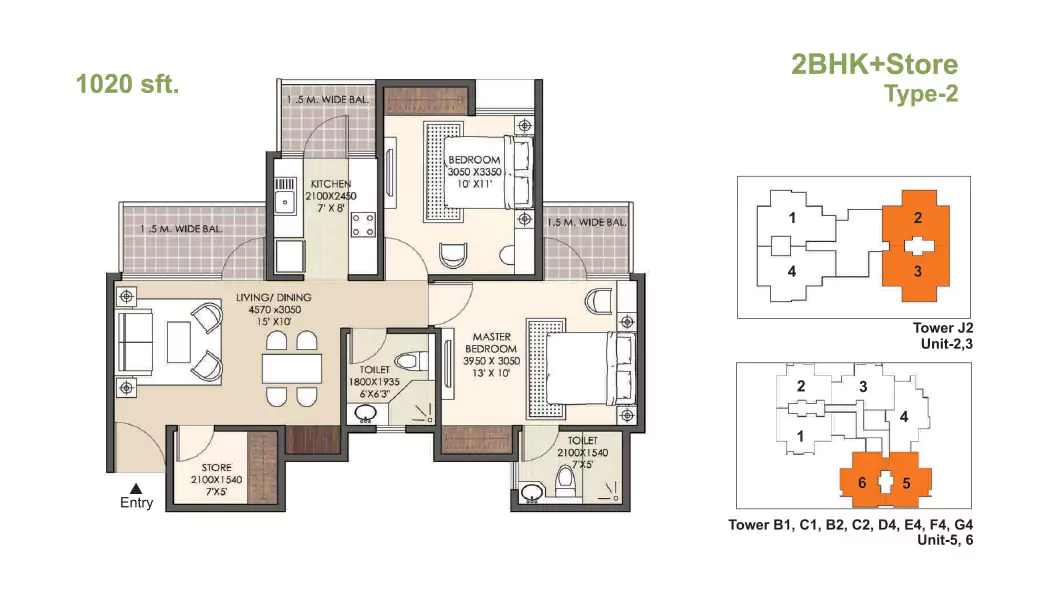 1020 sft.
2BHK+Store
Type-2
1 .5 M. WIDE BAL.
KITCHEN
2100X2450
7' X 8'
BEDROOM
3050 X3350
10' X11'
1 .5 M. WIDE BAL.
1.5 M. WIDE BAL.
LIVING/ DINING
4570 x3050
15' X10'
MASTER
BEDROOM
3950 X 3050
13' X 10'
TOILET
1800X1935
6'X6'3"
STORE
2100X1540
7'X5'
TOILET
2100X1540
7'X5'
Entry
1
2
4
3
Tower J2
Unit-2,3
2
3
4
1
6
5
Tower B1, C1, B2, C2, D4, E4, F4, G4
Unit-5, 6